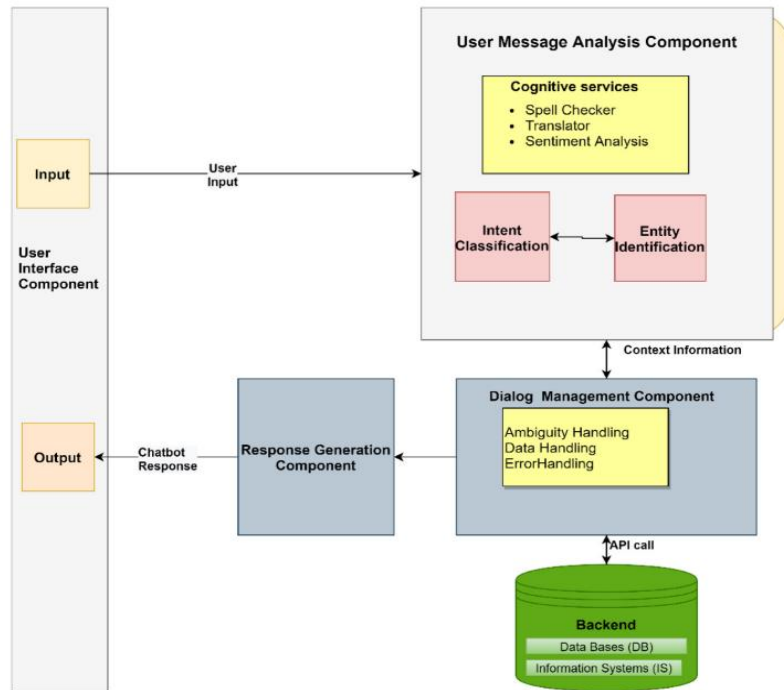 User Message Analysis Component
Cognitive services
Spell Checker
Translator
Sentiment Analysis
Input
User
Input
Intent
Classification
Entity
Identification
User
Interface
Component
Context Information
Dialog Management Component
Ambiguity Handling
Data Handling
ErrorHandling
Output
Chatbot
Response
Response Generation
Component
API call
Backend
Data Bases (DB)
Information Systems (IS)